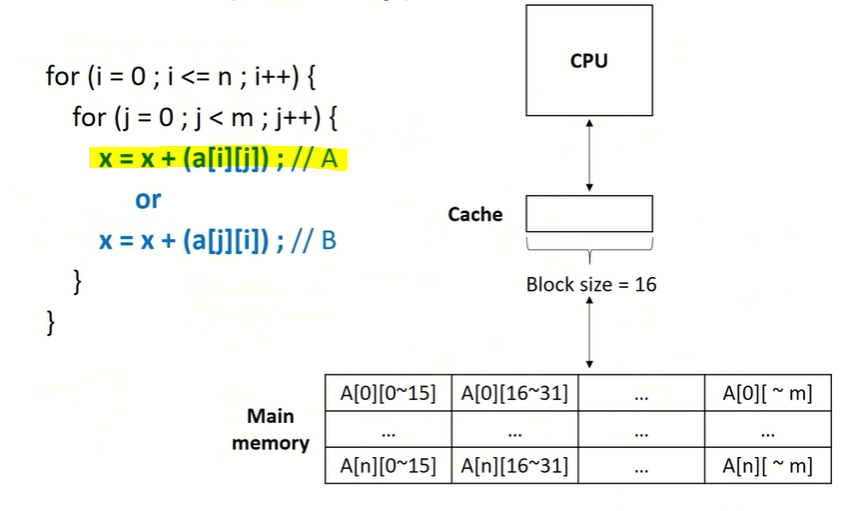 for (i = 0 ; i <= n ; i++) {
for (j = 0 ; j < m ; j++) {
x = x + (a[i][j]) ; // A
or
x = x + (a[j][i]) ; // B
}
}
CPU
Cache
Block size = 16
Main
memory
A[0][0~15] A[0][16~31] ... A[0][ ~ m]
... ... ... ...
A[n][0~15] A[n][16~31] ... A[n][ ~ m]